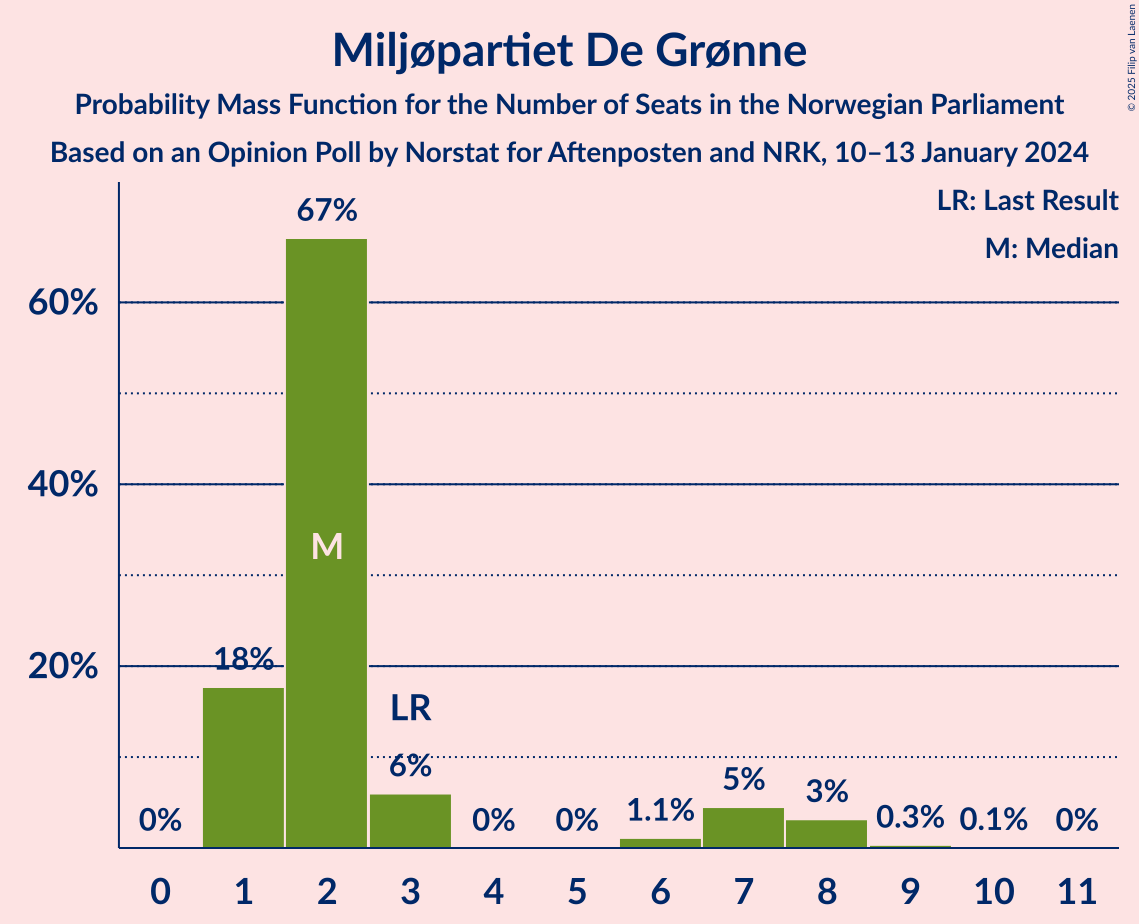 Miljøpartiet De Grønne
Probability Mass Function for the Number of Seats in the Norwegian Parliament
Based on an Opinion Poll by Norstat for Aftenposten and NRK, 10–13 January 2024
© 2025 Filip van Laenen
LR: Last Result
M: Median
67%
60%
40%
M
20%
18%
LR
6%
0%
0%
0%
1.1%
5%
3%
0.3%
0.1%
0%
0 1 2 3 4 5 6 7 8 9 10 11